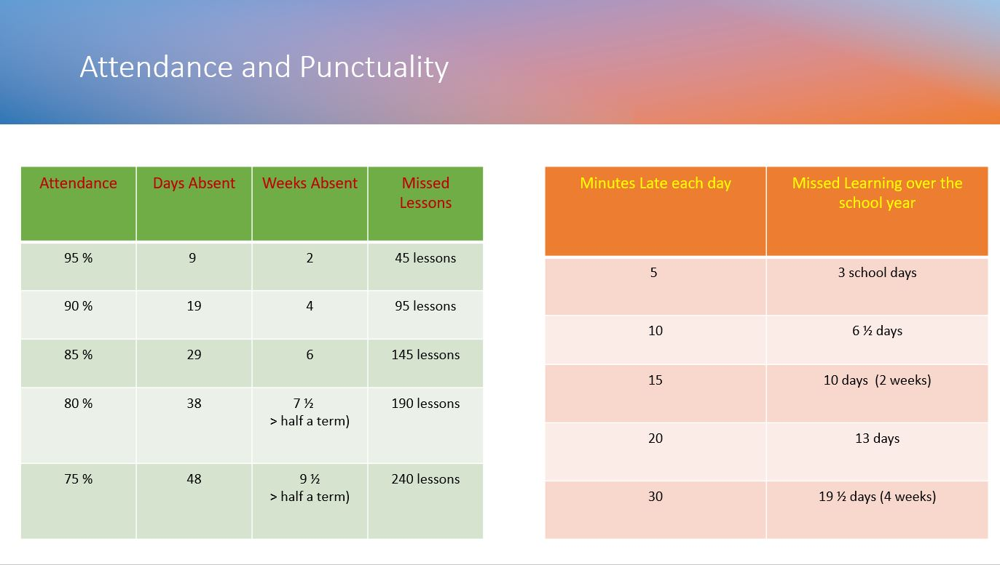 Attendance and Punctuality
Attendance Days Absent Weeks Absent Missed
Lessons
95 % 9 2 45 lessons
90 % 19 4 95 lessons
85 % 29 6 145 lessons
80 % 38 7 ½ 190 lessons
> half a term)
75 % 48 9 ½ 240 lessons
> half a term)
Minutes Late each day Missed Learning over the
school year
5 3 school days
10 6 ½ days
15 10 days (2 weeks)
20 13 days
30 19 ½ days (4 weeks)